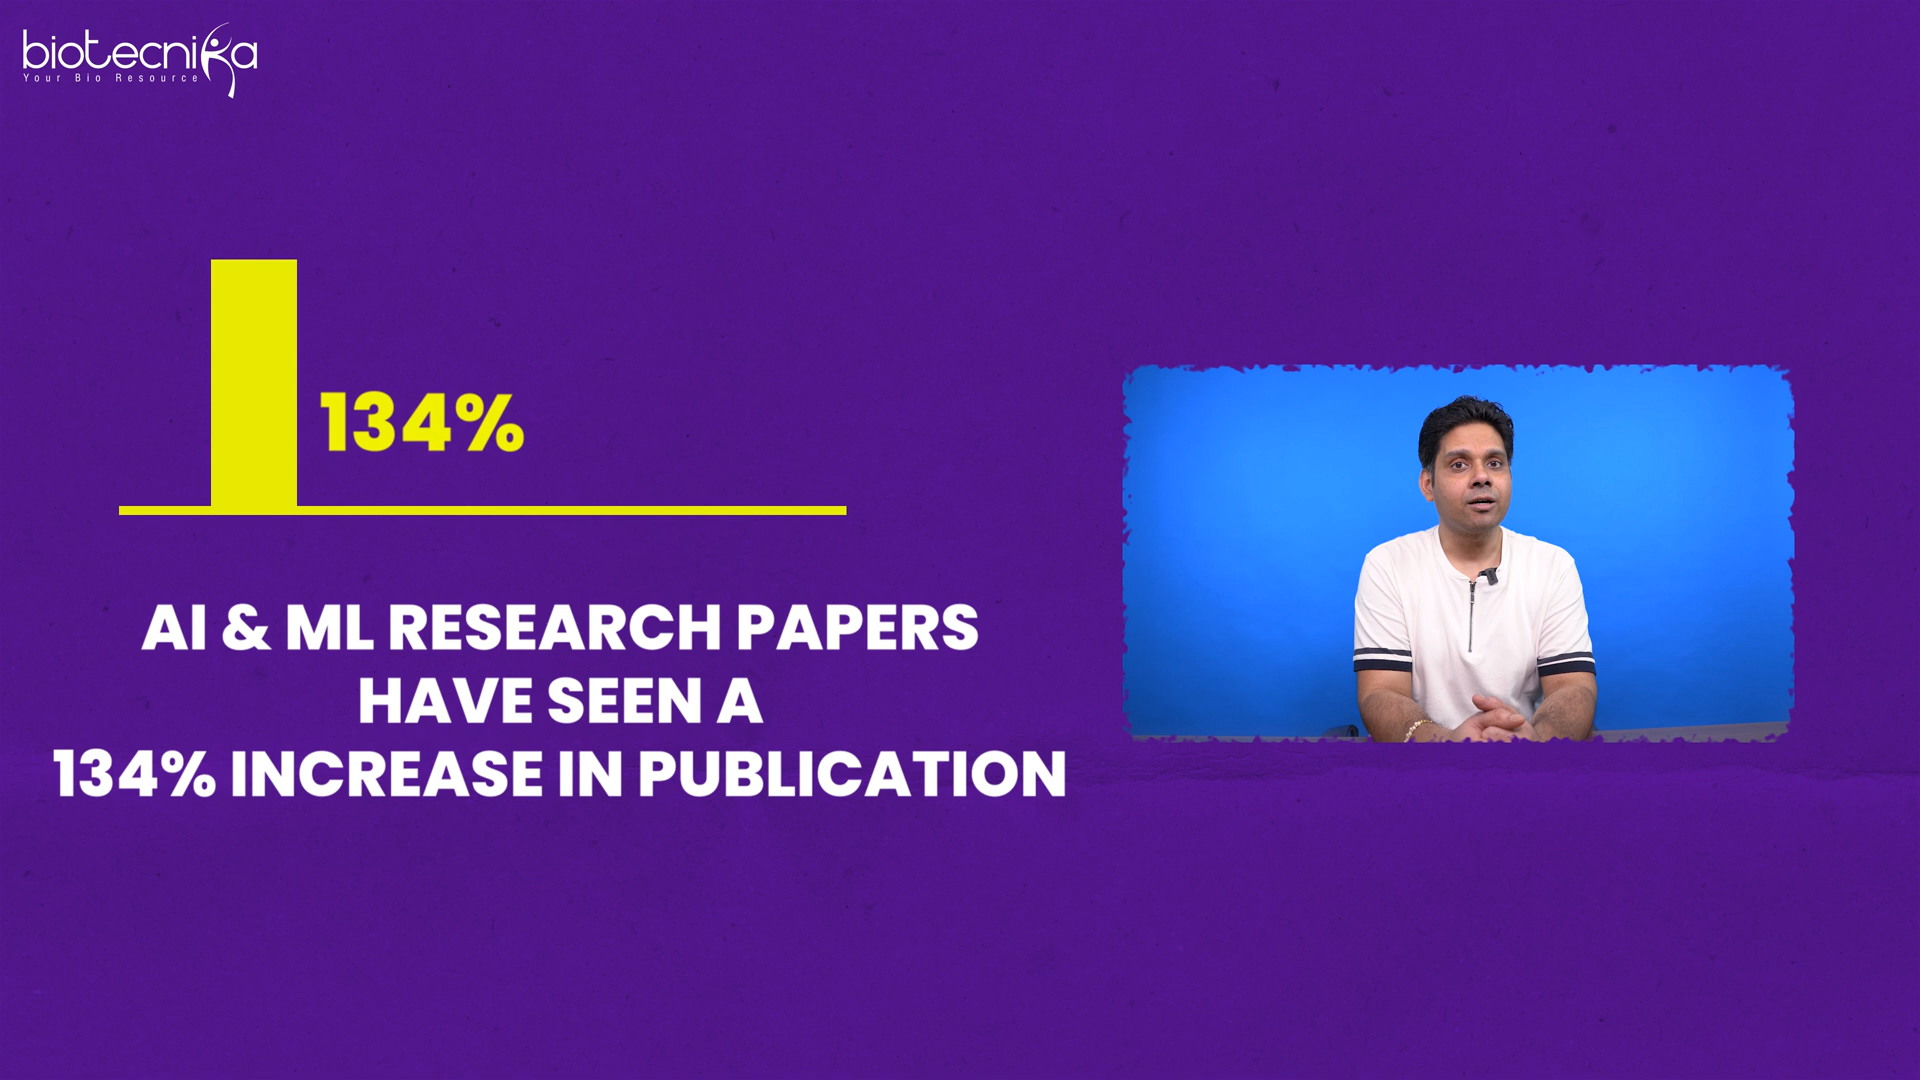 biotecnika
Your Bio Resource
134%
AI & ML RESEARCH PAPERS
HAVE SEEN A
134% INCREASE IN PUBLICATION